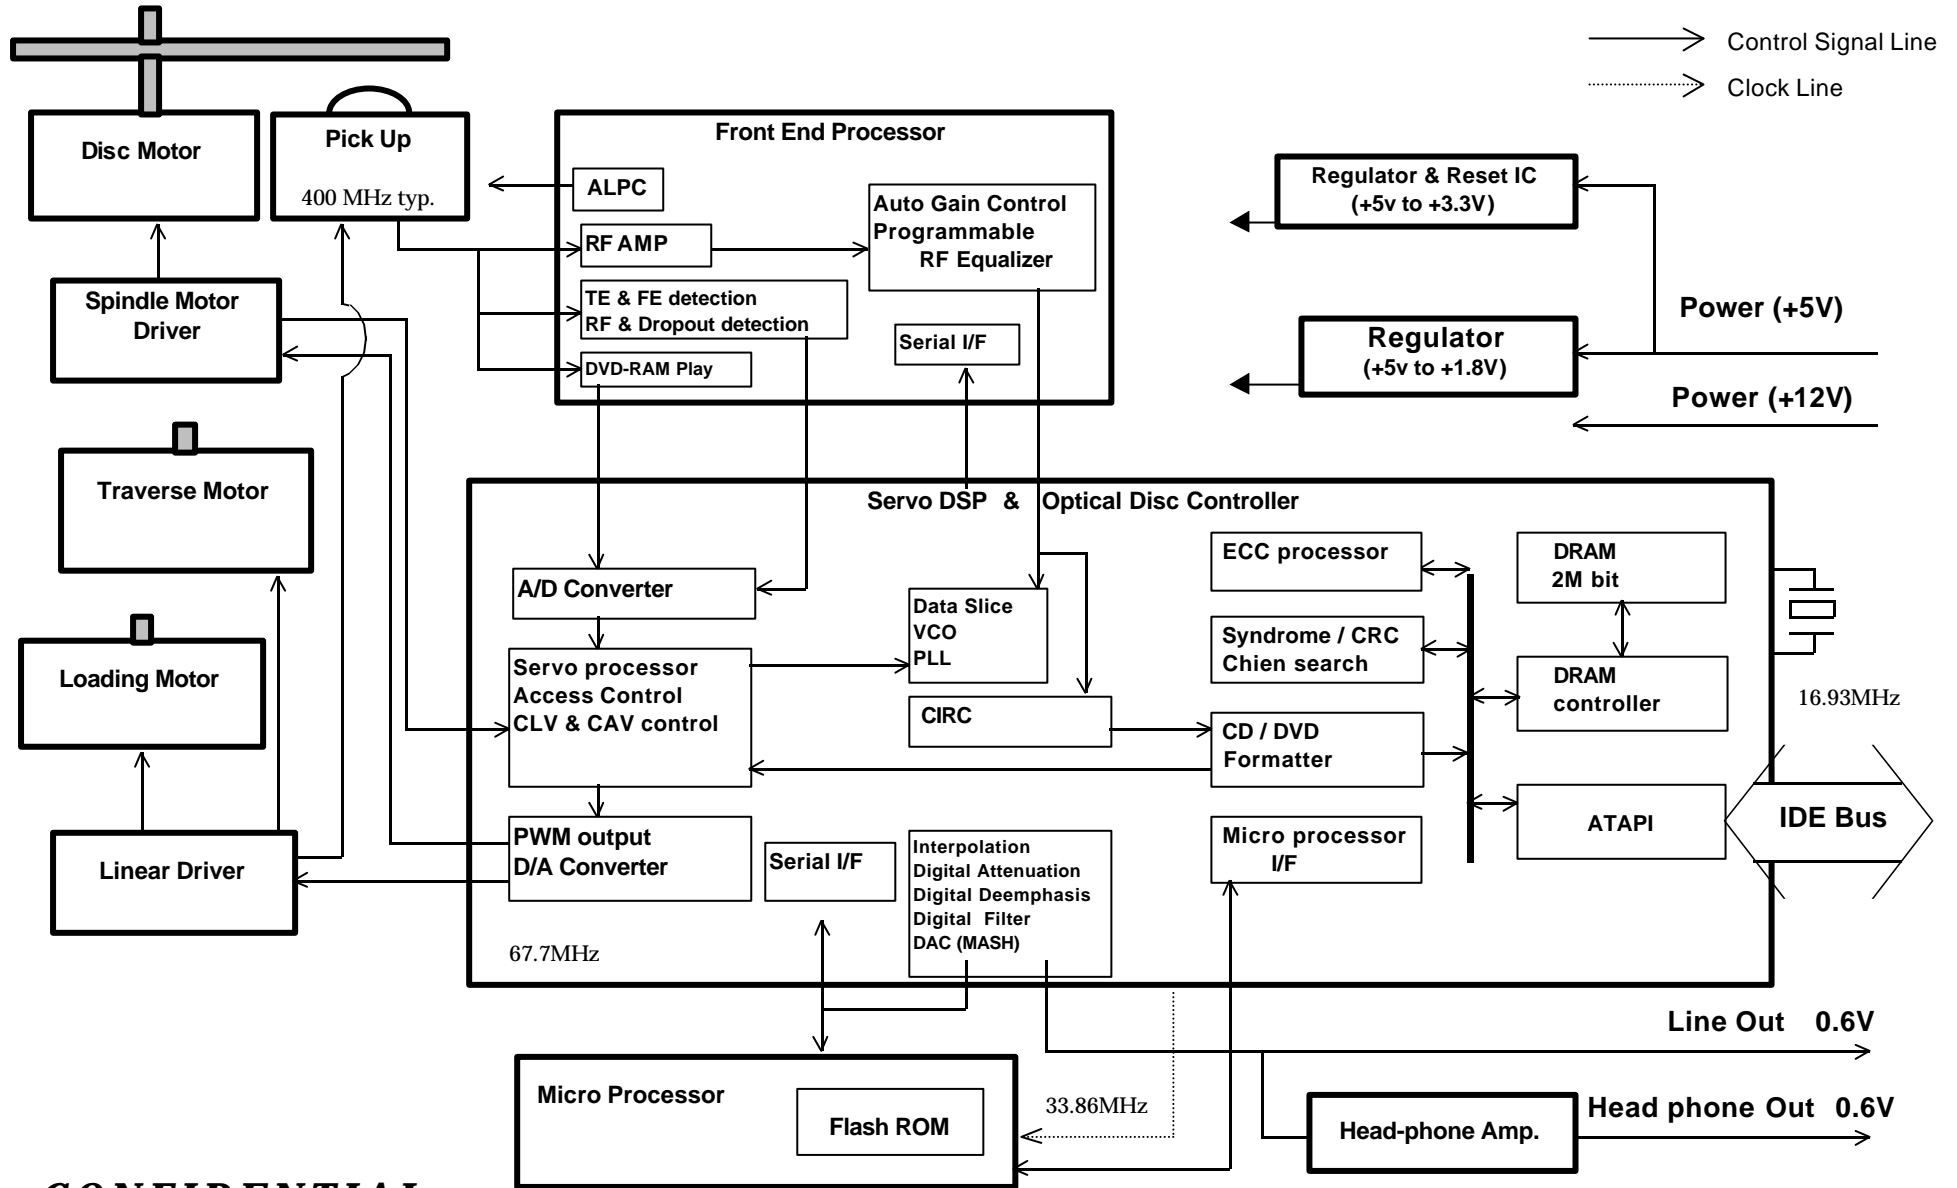 Control Signal Line
Clock Line
Disc Motor
Pick Up
400 MHz typ.
Front End Processor
ALPC
RF AMP
Auto Gain Control
Programmable
RF Equalizer
TE & FE detection
RF & Dropout detection
DVD-RAM Play
Serial I/F
Regulator & Reset IC
(+5v to +3.3V)
Regulator
(+5v to +1.8V)
Power (+5V)
Power (+12V)
Spindle Motor
Driver
Traverse Motor
Loading Motor
Linear Driver
Servo DSP & Optical Disc Controller
A/D Converter
Servo processor
Access Control
CLV & CAV control
PWM output
D/A Converter
67.7MHz
Serial I/F
Data Slice
VCO
PLL
CIRC
Interpolation
Digital Attenuation
Digital Deemphasis
Digital Filter
DAC (MASH)
ECC processor
Syndrome / CRC
Chien search
CD / DVD
Formatter
Micro processor
I/F
DRAM
2M bit
DRAM
controller
ATAPI
16.93MHz
IDE Bus
Line Out 0.6V
Head phone Out 0.6V
Head-phone Amp.
33.86MHz
Micro Processor
Flash ROM
CONFIDENTIAL